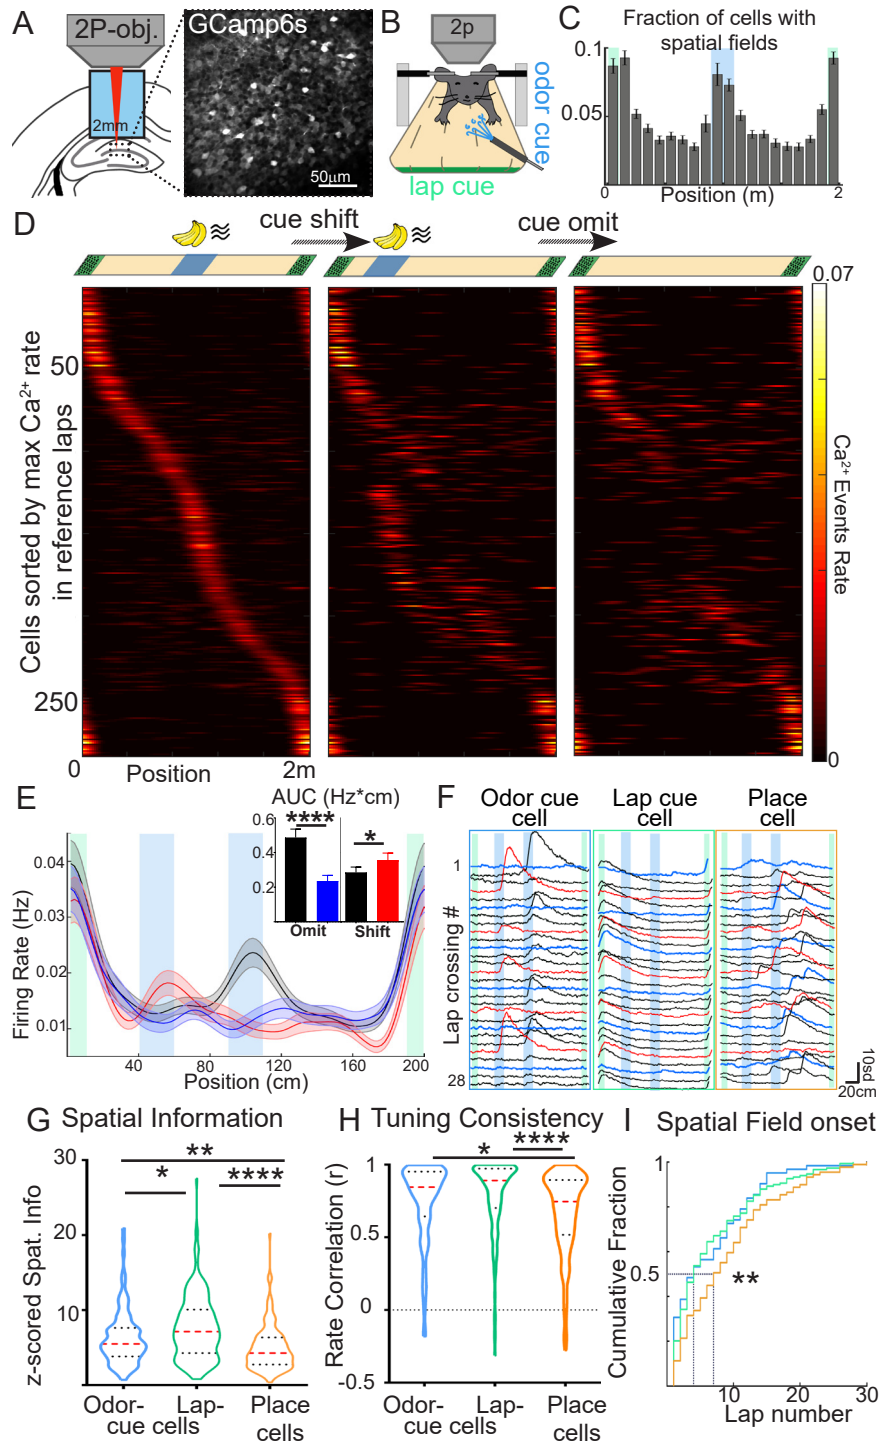 A
2P-obj.
2mm
GCamp6s
50µm
B
2p
odor cue
lap cue
C
Fraction of cells with
spatial fields
0.1
0.05
0
Position (m)
2
D
cue shift
cue omit
Cells sorted by max Ca²⁺ rate
in reference laps
50
250
0
Position
2m
0.07
Ca²⁺ Events Rate
0
E
AUC (Hz*cm)
0.6
0.4
0.2
****
*
Omit
Shift
Firing Rate (Hz)
0.04
0.03
0.02
0.01
0
40
80
120
160
200
Position (cm)
F
Odor cue
cell
Lap cue
cell
Place
cell
Lap crossing #
1
28
10sd
20cm
G
Spatial Information
**
*
****
z-scored Spat. Info
30
20
10
Odor-
cue cells
Lap-
Place
cells
H
Tuning Consistency
*
****
Rate Correlation (r)
1
0.5
0
-0.5
Odor-
cue cells
Lap-
Place
cells
I
Spatial Field onset
Cumulative Fraction
1
0.5
**
10
20
30
Lap number